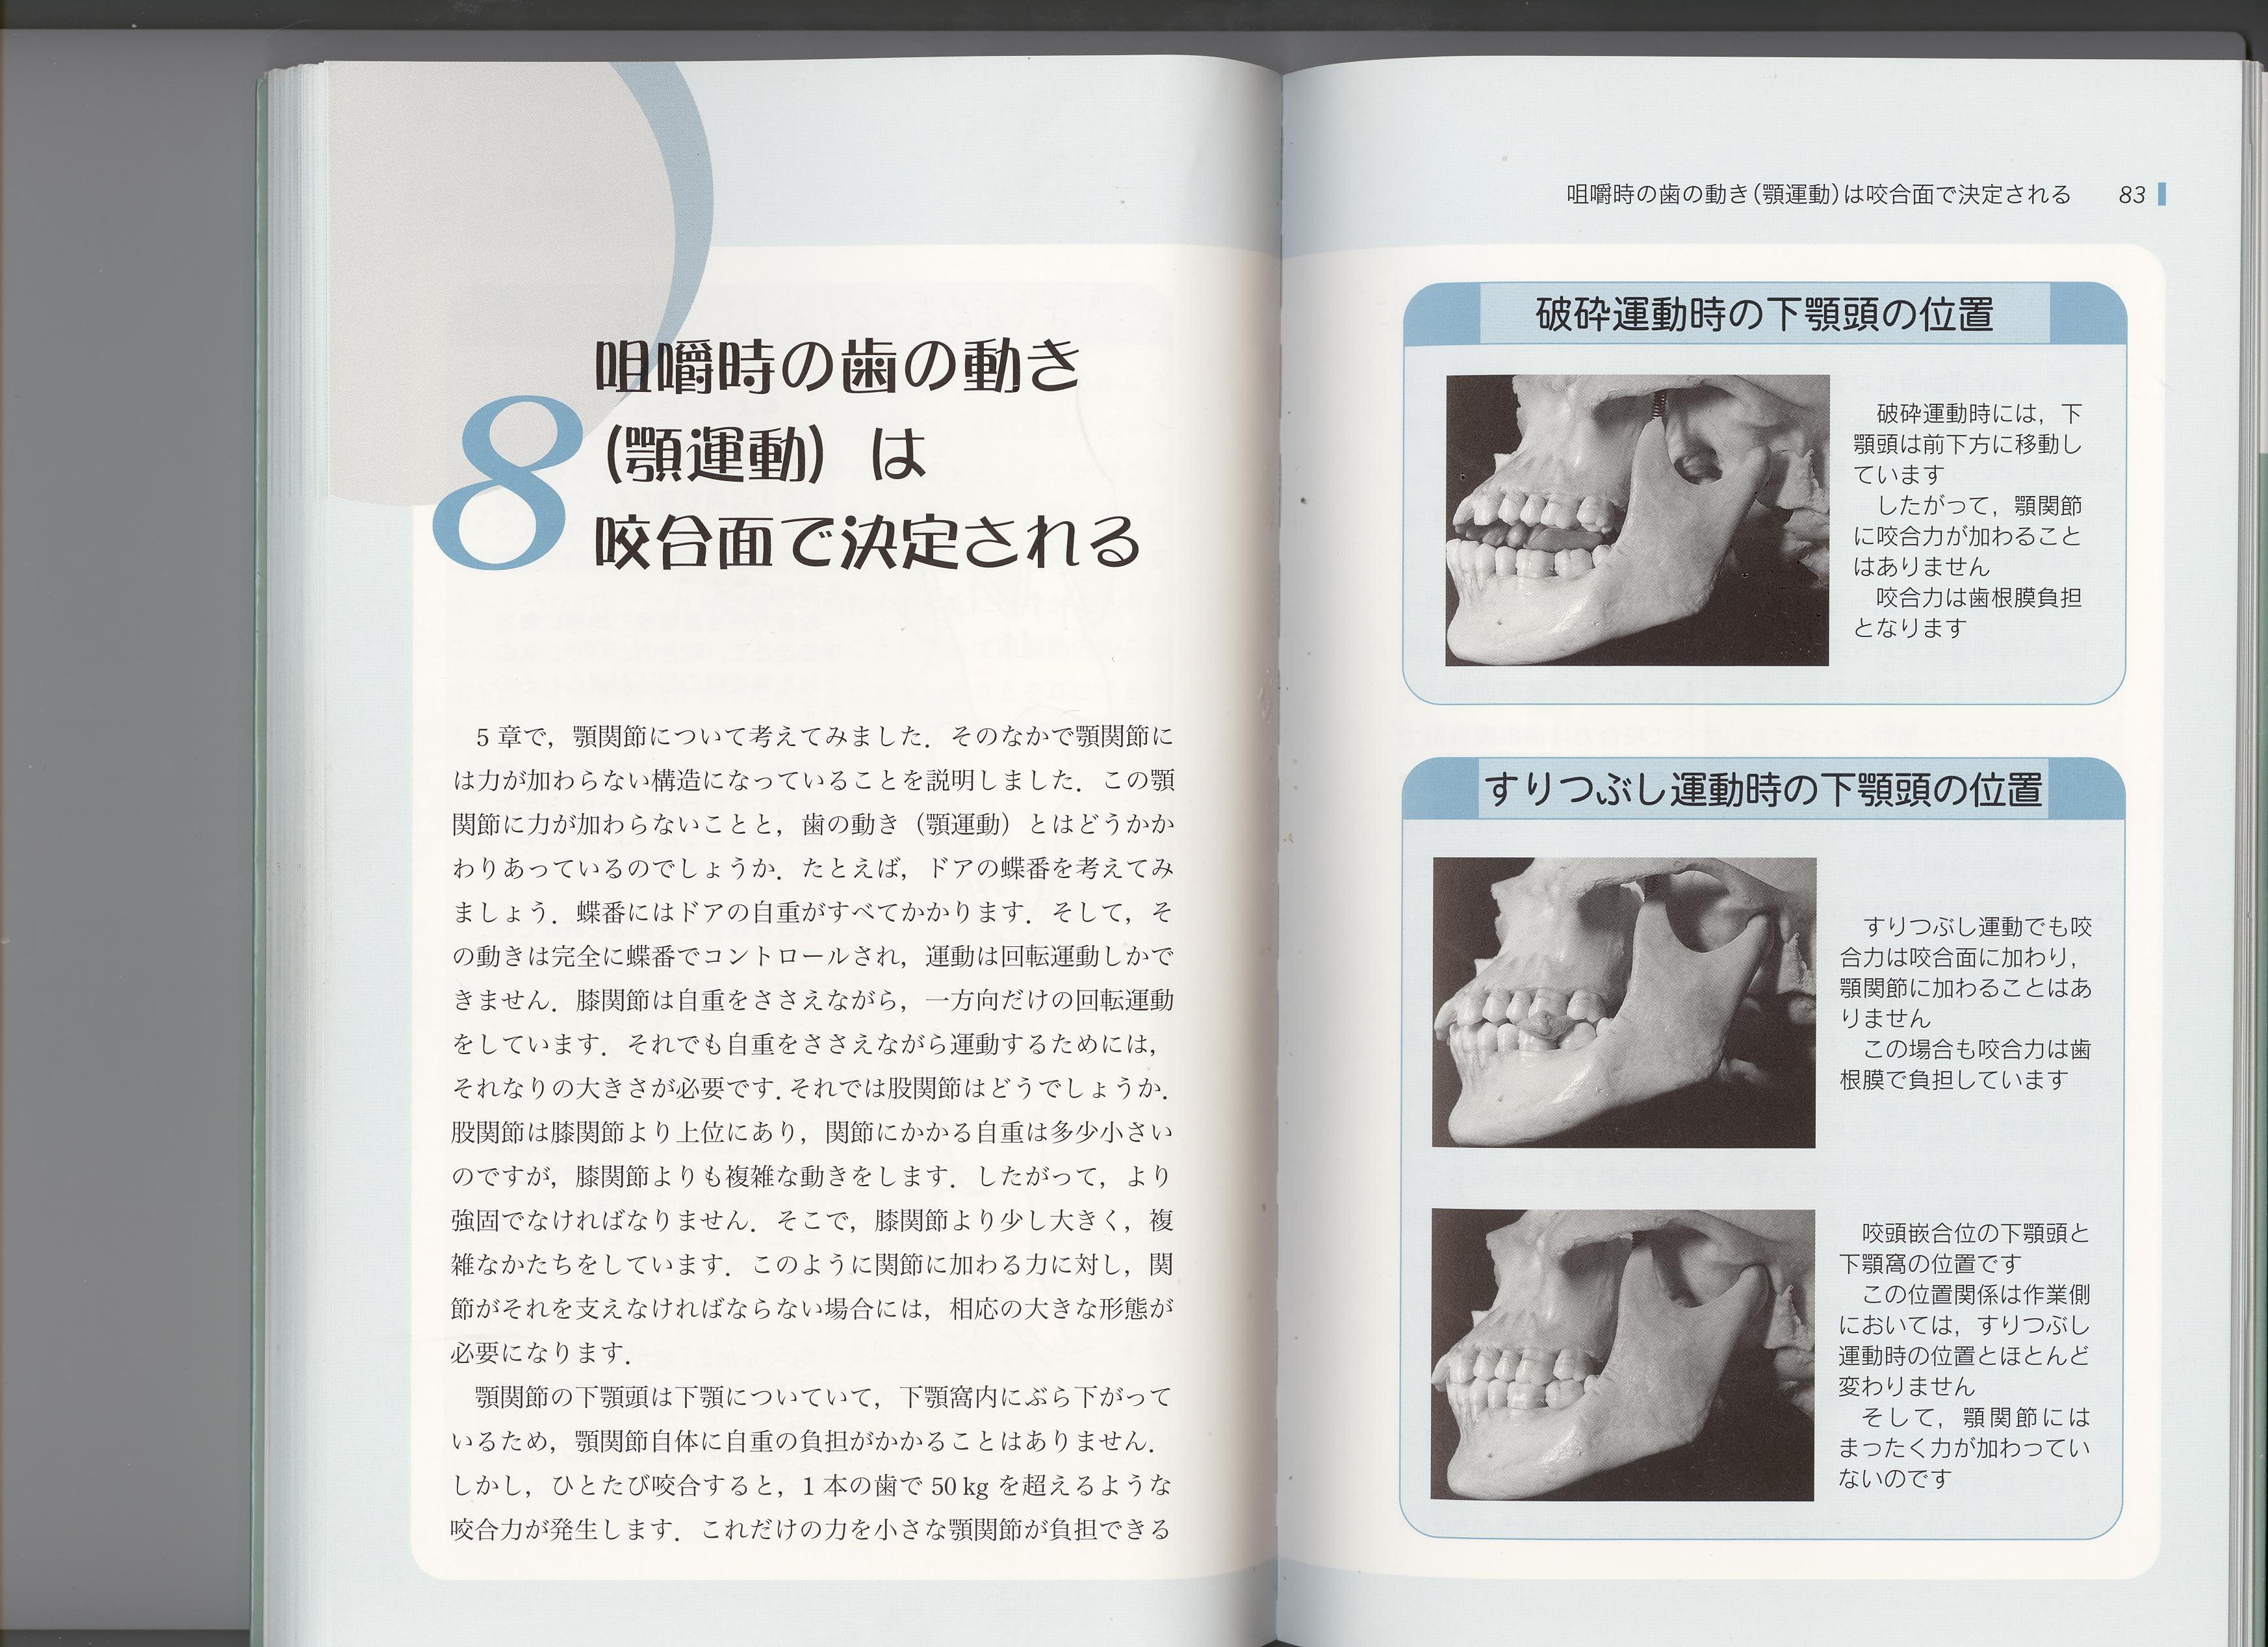 8
咀嚼時の歯の動き
(顎運動) は
咬合面で決定される
5 章で，顎関節について考えてみました．そのなかで顎関節に
は力が加わらない構造になっていることを説明しました．この顎
関節に力が加わらないことと，歯の動き（顎運動）とはどうかか
わりあっているのでしょうか．たとえば，ドアの蝶番を考えてみ
ましょう．蝶番にはドアの自重がすべてかかります．そして，そ
の動きは完全に蝶番でコントロールされ，運動は回転運動しかで
きません．膝関節は自重をささえながら，一方向だけの回転運動
をしています．それでも自重をささえながら運動するためには，
それなりの大きさが必要です．それでは股関節はどうでしょうか．
股関節は膝関節より上位にあり，関節にかかる自重は多少小さい
のですが，膝関節よりも複雑な動きをします．したがって，より
強固でなければなりません．そこで，膝関節より少し大きく，複
雑なかたちをしています．このように関節に加わる力に対し，関
節がそれを支えなければならない場合には，相応の大きな形態が
必要になります．
顎関節の下顎頭は下顎についていて，下顎窩内にぶら下がって
いるため，顎関節自体に自重の負担がかかることはありません．
しかし，ひとたび咬合すると，1 本の歯で 50 kg を超えるような
咬合力が発生します．これだけの力を小さな顎関節が負担できる
咀嚼時の歯の動き(顎運動)は咬合面で決定される 83
破砕運動時の下顎頭の位置
破砕運動時には，下
顎頭は前下方に移動し
ています
したがって，顎関節
に咬合力が加わること
はありません
咬合力は歯根膜負担
となります
すりつぶし運動時の下顎頭の位置
すりつぶし運動でも咬
合力は咬合面に加わり，
顎関節に加わることはあ
りません
この場合も咬合力は歯
根膜で負担しています
咬頭嵌合位の下顎頭と
下顎窩の位置です
この位置関係は作業側
においては，すりつぶし
運動時の位置とほとんど
変わりません
そして，顎関節には
まったく力が加わってい
ないのです